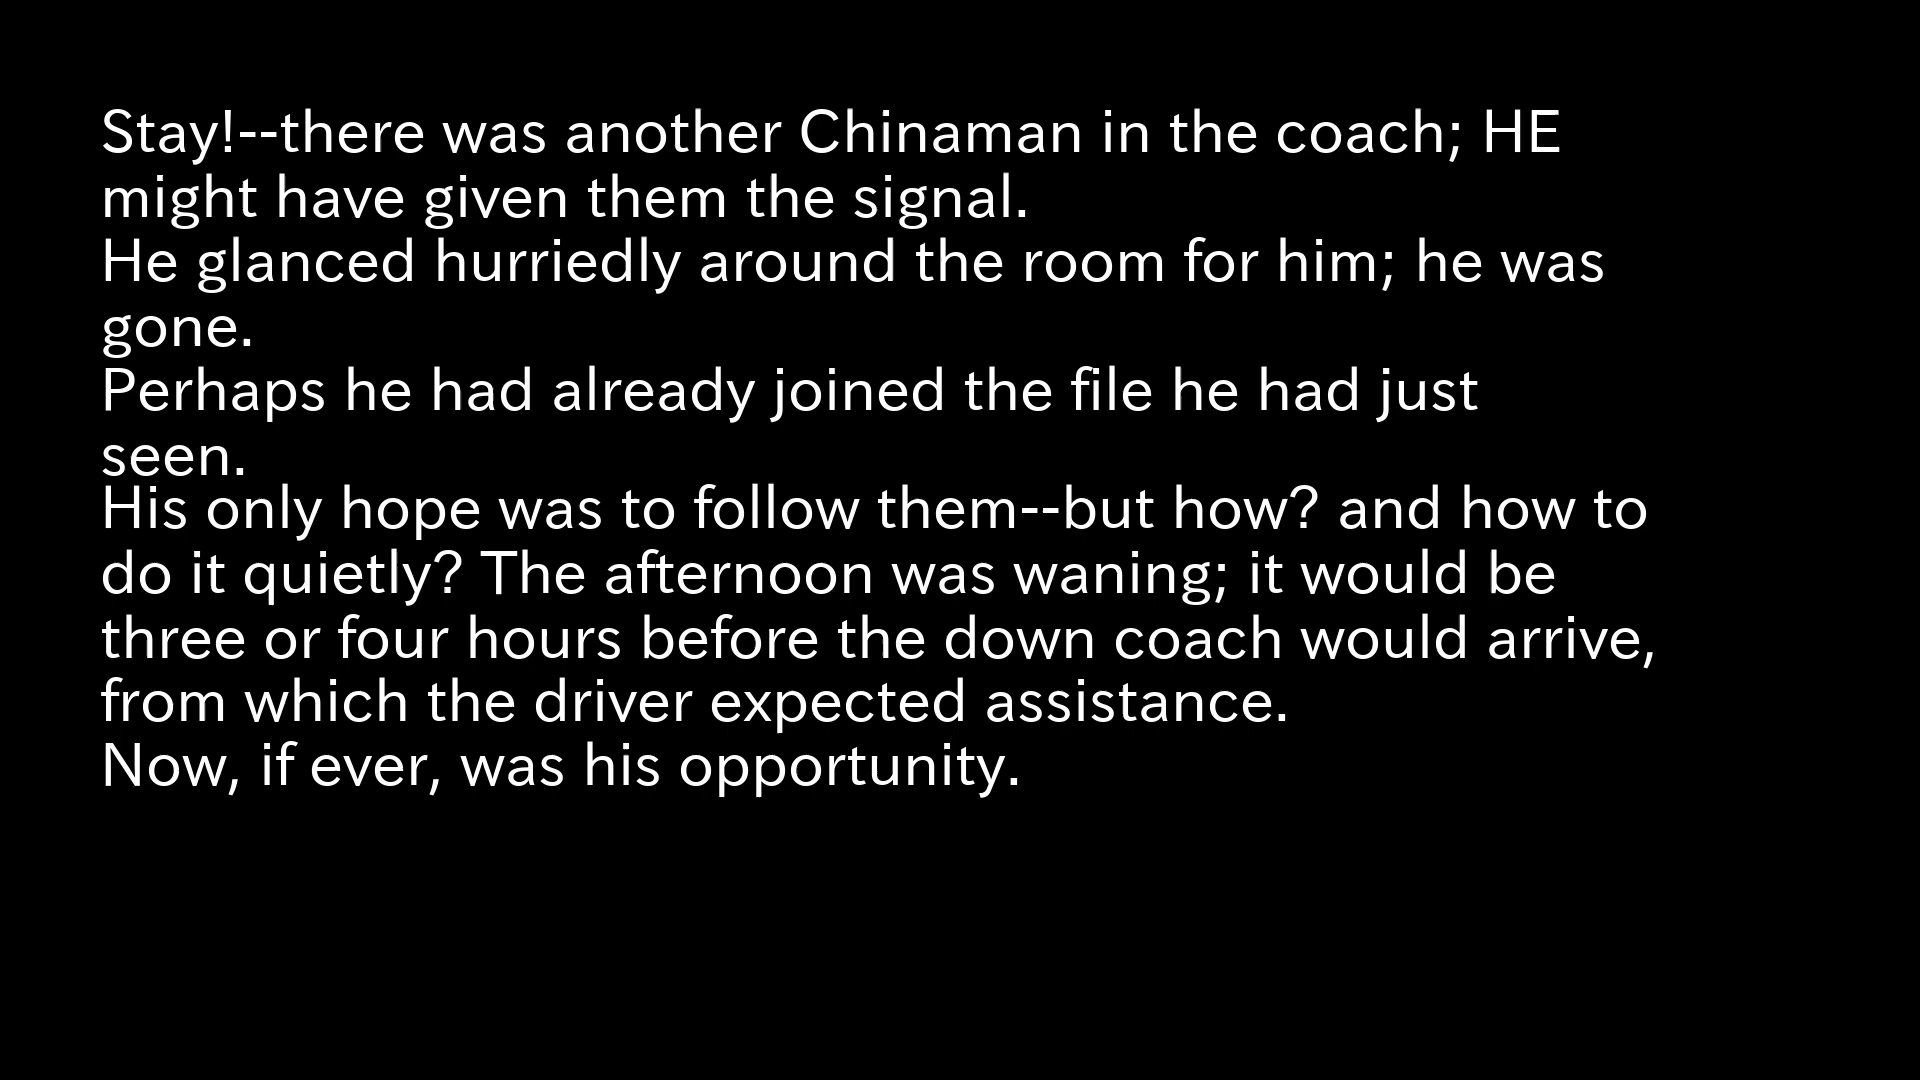 Stay!--there was another Chinaman in the coach; HE
might have given them the signal.
He glanced hurriedly around the room for him; he was
gone.
Perhaps he had already joined the file he had just
seen.
His only hope was to follow them--but how? and how to
do it quietly? The afternoon was waning; it would be
three or four hours before the down coach would arrive,
from which the driver expected assistance.
Now, if ever, was his opportunity.